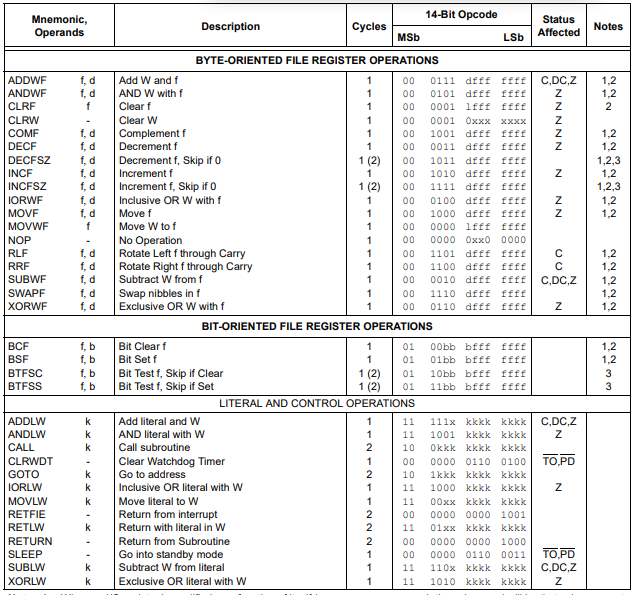 Mnemonic, Operands Description Cycles 14-Bit Opcode Status Affected Notes
MSb LSb
BYTE-ORIENTED FILE REGISTER OPERATIONS
ADDWF f, d Add W and f 1 00 0111 dfff ffff C,DC,Z 1,2
ANDWF f, d AND W with f 1 00 0101 dfff ffff Z 1,2
CLRF f Clear f 1 00 0001 lfff ffff Z 2
CLRW - Clear W 1 00 0001 0xxx xxxx Z
COMF f, d Complement f 1 00 1001 dfff ffff Z 1,2
DECF f, d Decrement f 1 00 0011 dfff ffff Z 1,2
DECFSZ f, d Decrement f, Skip if 0 1 (2) 00 1011 dfff ffff 1,2,3
INCF f, d Increment f 1 00 1010 dfff ffff Z 1,2
INCFSZ f, d Increment f, Skip if 0 1 (2) 00 1111 dfff ffff 1,2,3
IORWF f, d Inclusive OR W with f 1 00 0100 dfff ffff Z 1,2
MOVF f, d Move f 1 00 1000 dfff ffff Z 1,2
MOVWF f Move W to f 1 00 0000 lfff ffff
NOP - No Operation 1 00 0000 0xx0 0000
RLF f, d Rotate Left f through Carry 1 00 1101 dfff ffff C 1,2
RRF f, d Rotate Right f through Carry 1 00 1100 dfff ffff C 1,2
SUBWF f, d Subtract W from f 1 00 0010 dfff ffff C,DC,Z 1,2
SWAPF f, d Swap nibbles in f 1 00 1110 dfff ffff 1,2
XORWF f, d Exclusive OR W with f 1 00 0110 dfff ffff Z 1,2
BIT-ORIENTED FILE REGISTER OPERATIONS
BCF f, b Bit Clear f 1 01 00bb bfff ffff 1,2
BSF f, b Bit Set f 1 01 01bb bfff ffff 1,2
BTFSC f, b Bit Test f, Skip if Clear 1 (2) 01 10bb bfff ffff 3
BTFSS f, b Bit Test f, Skip if Set 1 (2) 01 11bb bfff ffff 3
LITERAL AND CONTROL OPERATIONS
ADDLW k Add literal and W 1 11 111x kkkk kkkk C,DC,Z
ANDLW k AND literal with W 1 11 1001 kkkk kkkk Z
CALL k Call subroutine 2 10 0kkk kkkk kkkk
CLRWDT - Clear Watchdog Timer 1 00 0000 0110 0100 TO,PD
GOTO k Go to address 2 10 1kkk kkkk kkkk
IORLW k Inclusive OR literal with W 1 11 1000 kkkk kkkk Z
MOVLW k Move literal to W 1 11 00xx kkkk kkkk
RETFIE - Return from interrupt 2 00 0000 0000 1001
RETLW k Return with literal in W 2 11 01xx kkkk kkkk
RETURN - Return from Subroutine 2 00 0000 0000 1000
SLEEP - Go into standby mode 1 00 0000 0110 0011 TO,PD
SUBLW k Subtract W from literal 1 11 110x kkkk kkkk C,DC,Z
XORLW k Exclusive OR literal with W 1 11 1010 kkkk kkkk Z